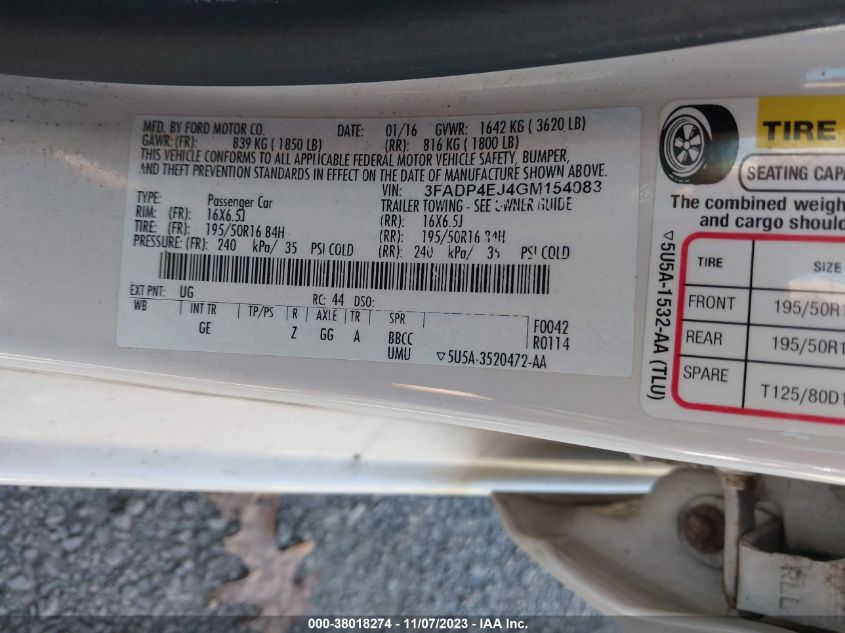 MFD. BY FORD MOTOR CO. DATE: 01/16 GVWR: 1642 KG ( 3620 LB)
GAWR: (FR): 839 KG ( 1850 LB) (RR): 816 KG ( 1800 LB)
THIS VEHICLE CONFORMS TO ALL APPLICABLE FEDERAL MOTOR VEHICLE SAFETY, BUMPER,
AND THEFT PREVENTION STANDARDS IN EFFECT ON THE DATE OF MANUFACTURE SHOWN ABOVE.
VIN: 3FADP4EJ4GM154083
TYPE: Passenger Car TRAILER TOWING - SEE OWNER GUIDE
RIM: (FR): 16X6.5J (RR): 16X6.5J
TIRE: (FR): 195/50R16 84H (RR): 195/50R16 84H
PRESSURE: (FR): 240 kPa/ 35 PSI COLD (RR): 240 kPa/ 35 PSI COLD
EXT PNT: UG RC: 44 DSO:
WB INT TR TP/PS R AXLE TR SPR F0042
GE Z GG A BBCC R0114
UMU ▽5U5A-3520472-AA
TIRE
SEATING CAPA
The combined weigh
and cargo shoul
TIRE SIZE
FRONT 195/50R1
REAR 195/50R1
SPARE T125/80D1
▽5U5A-1532-AA (TLU)
RLL
000-38018274 - 11/07/2023 - IAA Inc.